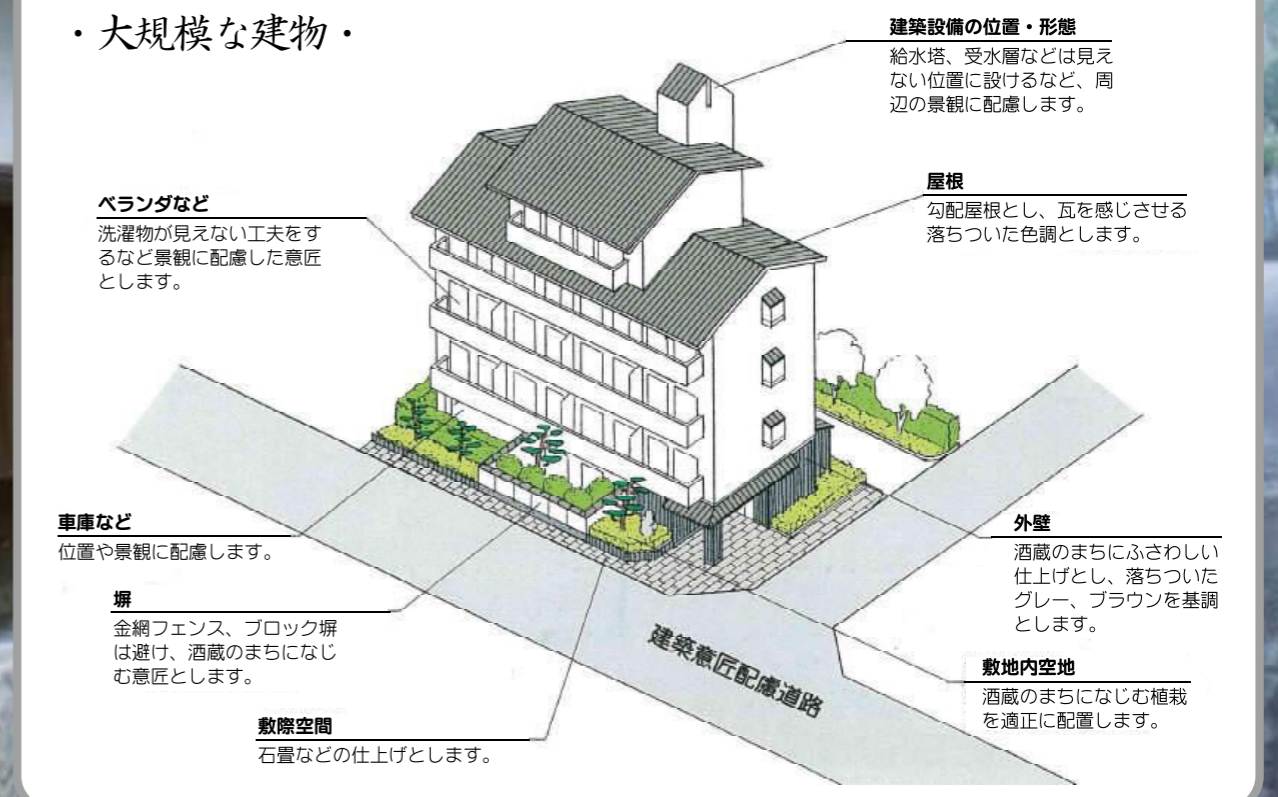 ・大規模な建物・
建築設備の位置・形態
給水塔、受水層などは見え
ない位置に設けるなど、周
辺の景観に配慮します。
屋根
勾配屋根とし、瓦を感じさせる
落ちついた色調とします。
ベランダなど
洗濯物が見えない工夫をす
るなど景観に配慮した意匠
とします。
車庫など
位置や景観に配慮します。
塀
金網フェンス、ブロック塀
は避け、酒蔵のまちになじ
む意匠とします。
敷際空間
石畳などの仕上げとします。
建築意匠配慮道路
外壁
酒蔵のまちにふさわしい
仕上げとし、落ちついた
グレー、ブラウンを基調
とします。
敷地内空地
酒蔵のまちになじむ植栽
を適正に配置します。